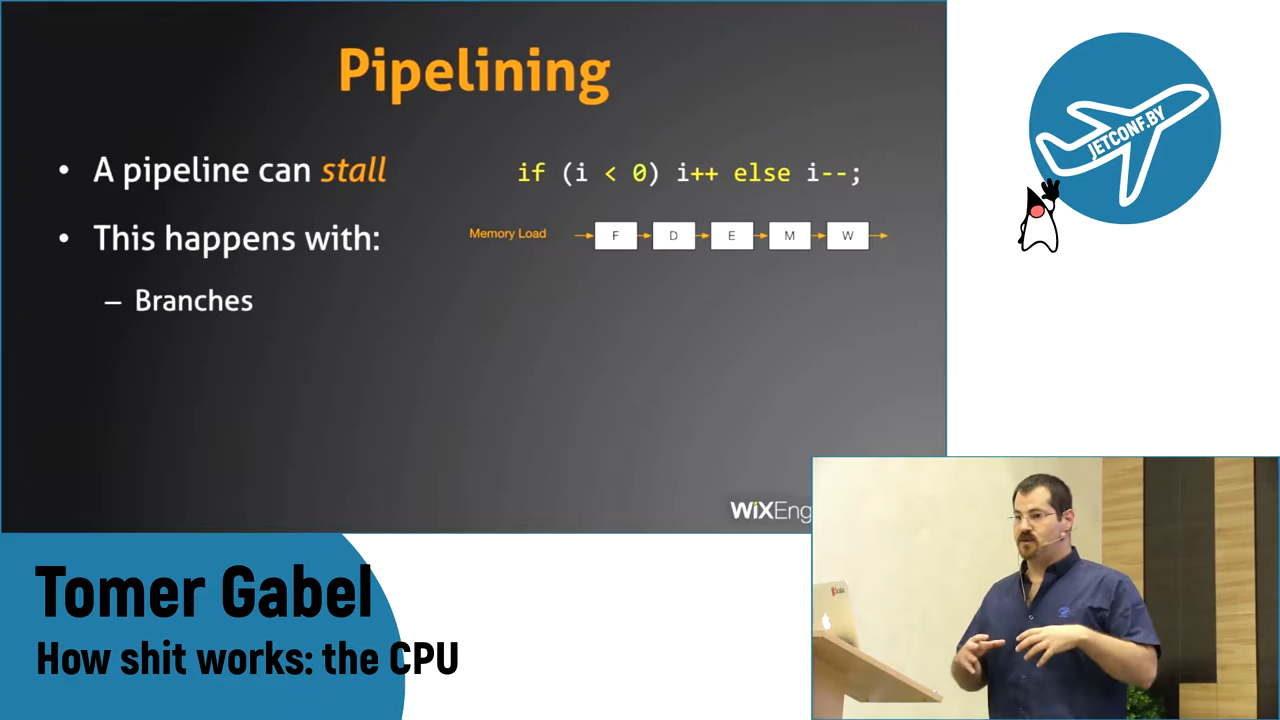 Pipelining
• A pipeline can stall
• This happens with:
– Branches
if (i < 0) i++ else i--;
Memory Load
F D E M W
WiXEng
JETCONF.BY
Tomer Gabel
How shit works: the CPU
Scala